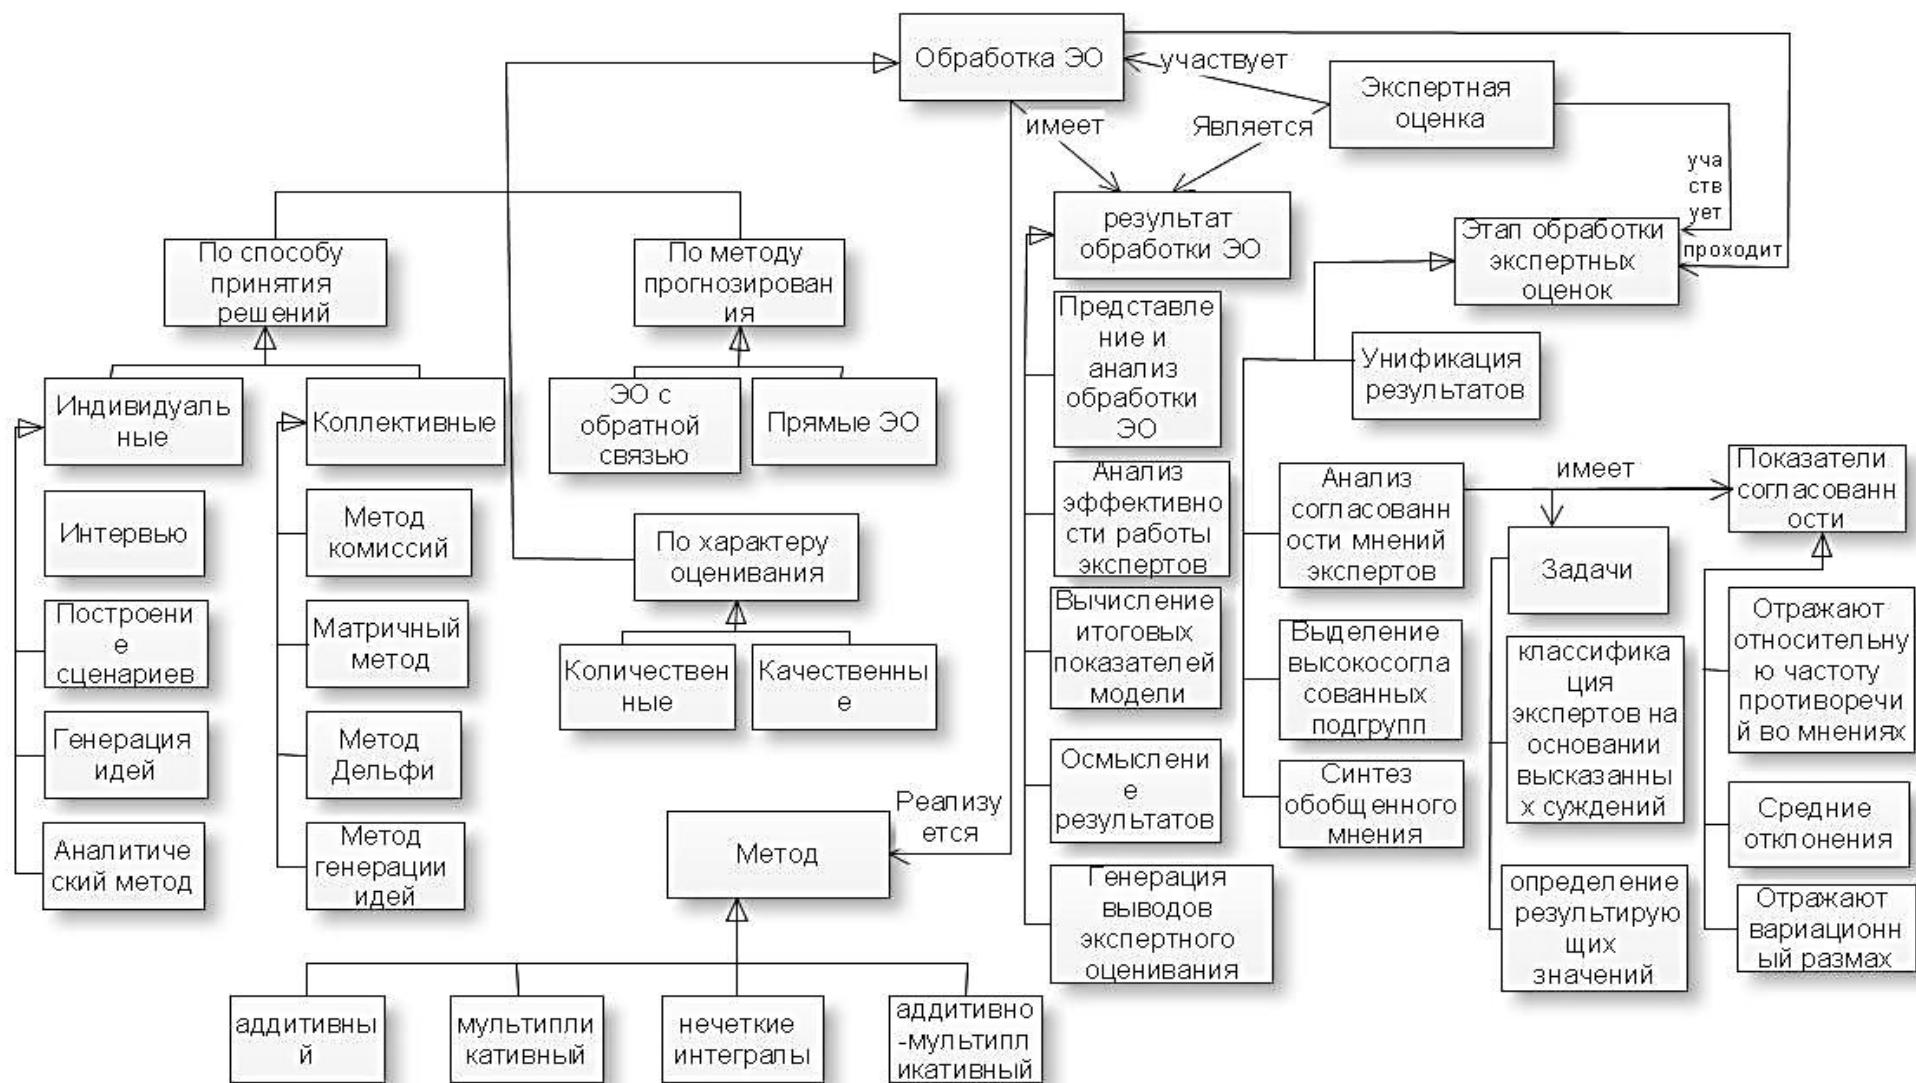 Обработка ЭО
участвует
Экспертная
оценка
имеет
Является
уча
ств
ует
проходит
результат
обработки ЭО
Этап обработки
экспертных
оценок
По способу
принятия
решений
По методу
прогнозирован
ия
Представле
ние и
анализ
обработки
ЭО
Унификация
результатов
Индивидуаль
ные
Коллективные
ЭО с
обратной
связью
Прямые ЭО
Интервью
Метод
комиссий
По характеру
оценивания
Анализ
эффективно
сти работы
экспертов
Анализ
согласованн
ости мнений
экспертов
имеет
Показатели
согласованн
ости
Задачи
Построени
е
сценариев
Матричный
метод
Количествен
ные
Качественны
е
Вычисление
итоговых
показателей
модели
Выделение
высокосогла
сованных
подгрупп
классифика
ция
экспертов на
основании
высказанны
х суждений
Отражают
относительну
ю частоту
противоречи
й во мнениях
Генерация
идей
Метод
Дельфи
Осмыслени
е
результатов
Синтез
обобщенного
мнения
Средние
отклонения
Реализу
ется
Метод
Аналитиче
ский метод
Метод
генерации
идей
Генерация
выводов
экспертного
оценивания
определение
результирую
щих
значений
Отражают
вариационн
ый размах
аддитивны
й
мультипли
кативный
нечеткие
интегралы
аддитивно
-мультипл
икативный